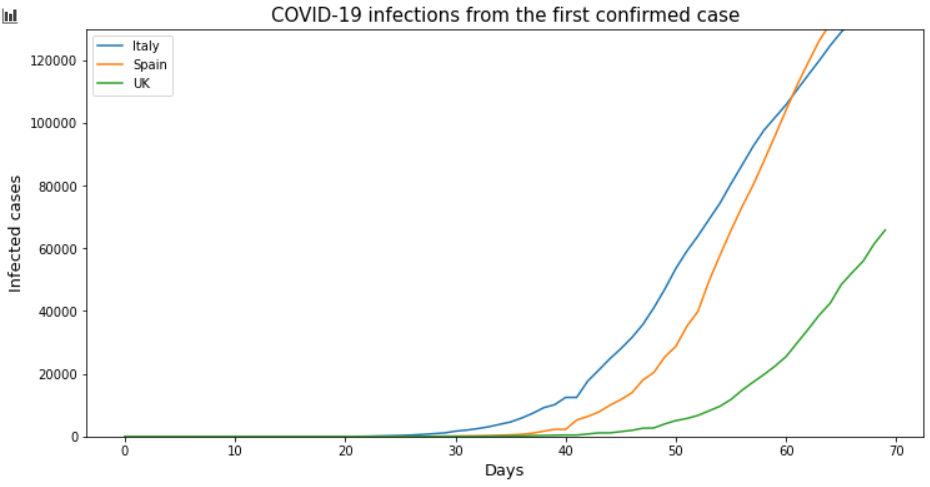 COVID-19 infections from the first confirmed case
Italy
Spain
UK
120000
100000
80000
60000
40000
20000
0
Infected cases
0 10 20 30 40 50 60 70
Days